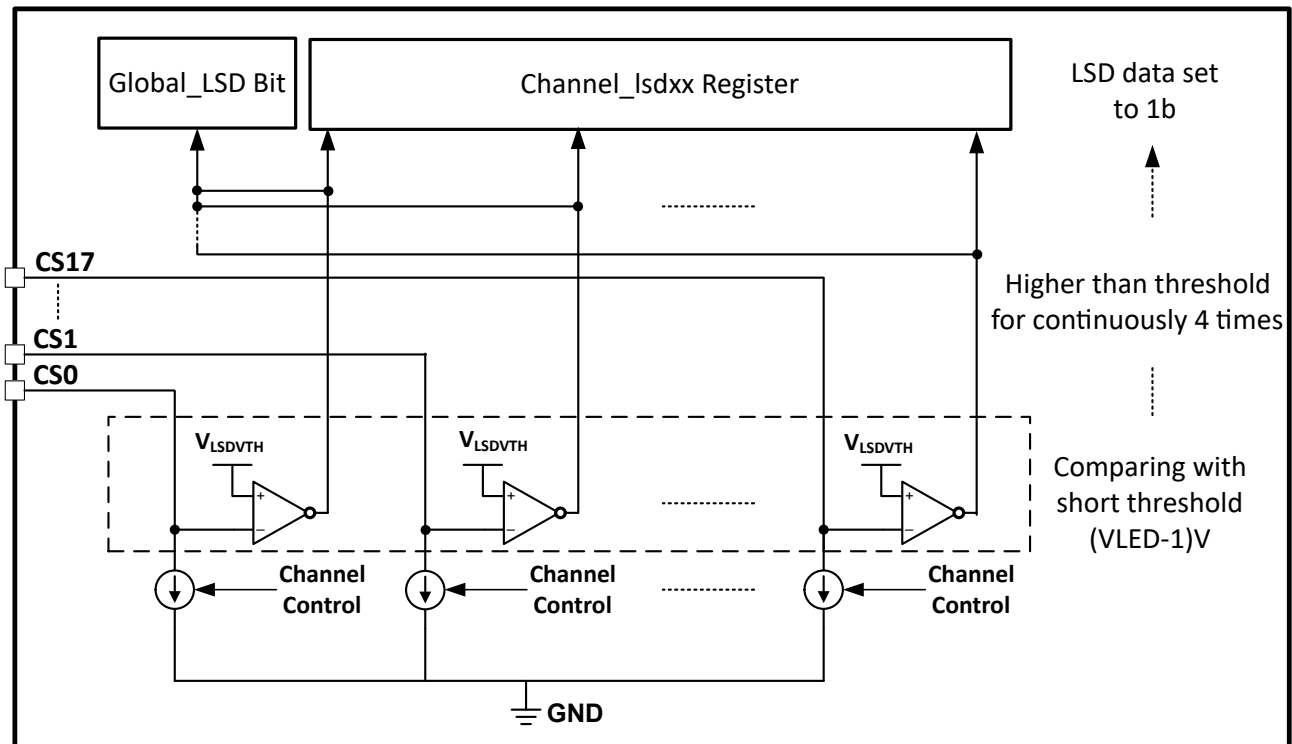 Global_LSD Bit
Channel_lsdxx Register
LSD data set
to 1b
CS17
Higher than threshold
for continuously 4 times
CS1
CS0
VLSDVTH
VLSDVTH
VLSDVTH
+
+
+
−
−
−
Comparing with
short threshold
(VLED-1)V
Channel
Control
Channel
Control
Channel
Control
GND